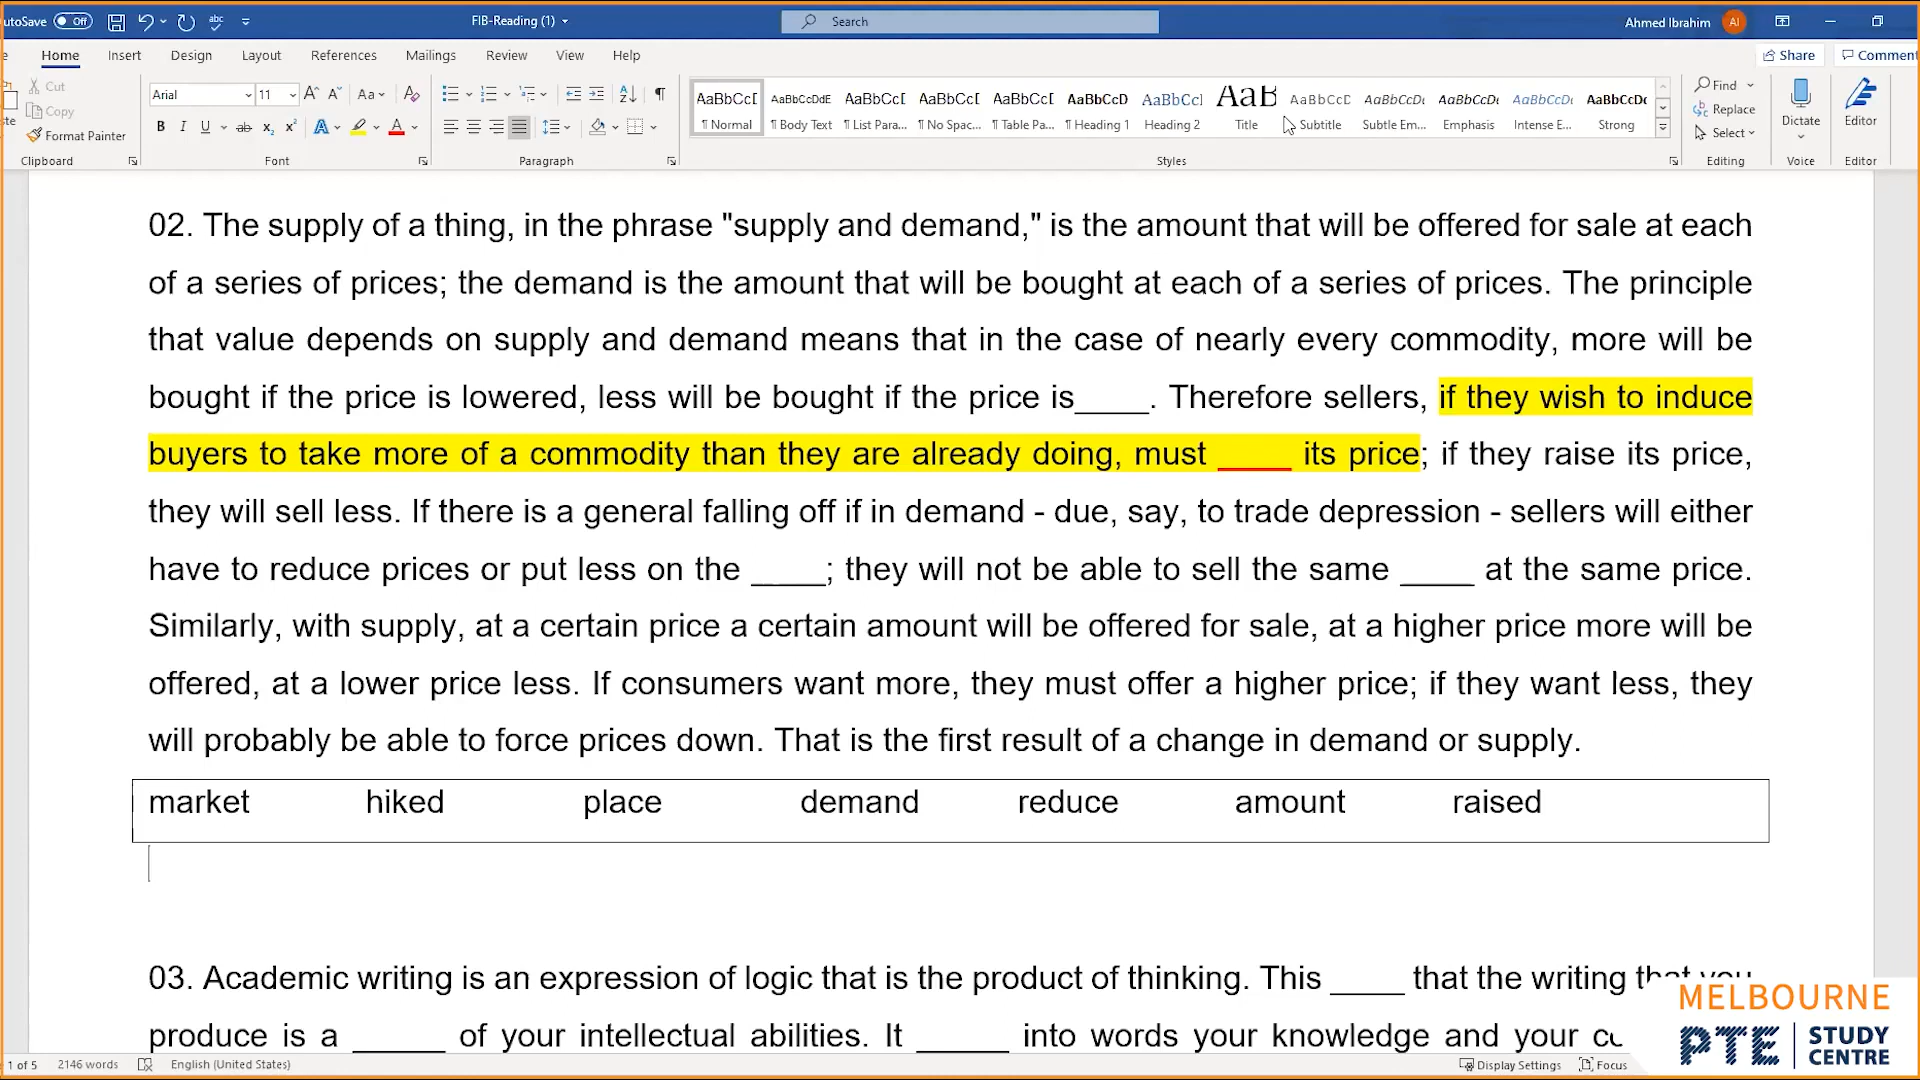 utoSave Off FIB-Reading (1) Search Ahmed Ibrahim AI
Home Insert Design Layout References Mailings Review View Help Share Comment
Cut
Copy
Format Painter
Clipboard
Arial 11
Font
Paragraph
AaBbCcI AaBbCcDdE AaBbCcI AaBbCcI AaBbCcI AaBbCcD AaBbCcI AaB AaBbCcD AaBbCcDc AaBbCcDc AaBbCcDc AaBbCcDc
¶ Normal ¶ Body Text ¶ List Para... ¶ No Spac... ¶ Table Pa... ¶ Heading 1 Heading 2 Title Subtitle Subtle Em... Emphasis Intense E... Strong
Styles
Find
Replace
Select
Editing
Dictate
Voice
Editor
Editor
02. The supply of a thing, in the phrase "supply and demand," is the amount that will be offered for sale at each
of a series of prices; the demand is the amount that will be bought at each of a series of prices. The principle
that value depends on supply and demand means that in the case of nearly every commodity, more will be
bought if the price is lowered, less will be bought if the price is____. Therefore sellers, if they wish to induce
buyers to take more of a commodity than they are already doing, must ____ its price; if they raise its price,
they will sell less. If there is a general falling off if in demand - due, say, to trade depression - sellers will either
have to reduce prices or put less on the ____; they will not be able to sell the same ____ at the same price.
Similarly, with supply, at a certain price a certain amount will be offered for sale, at a higher price more will be
offered, at a lower price less. If consumers want more, they must offer a higher price; if they want less, they
will probably be able to force prices down. That is the first result of a change in demand or supply.
market hiked place demand reduce amount raised
03. Academic writing is an expression of logic that is the product of thinking. This ____ that the writing that you
produce is a _____ of your intellectual abilities. It _____ into words your knowledge and your
MELBOURNE
PTE STUDY
CENTRE
1 of 5 2146 words English (United States) Display Settings Focus